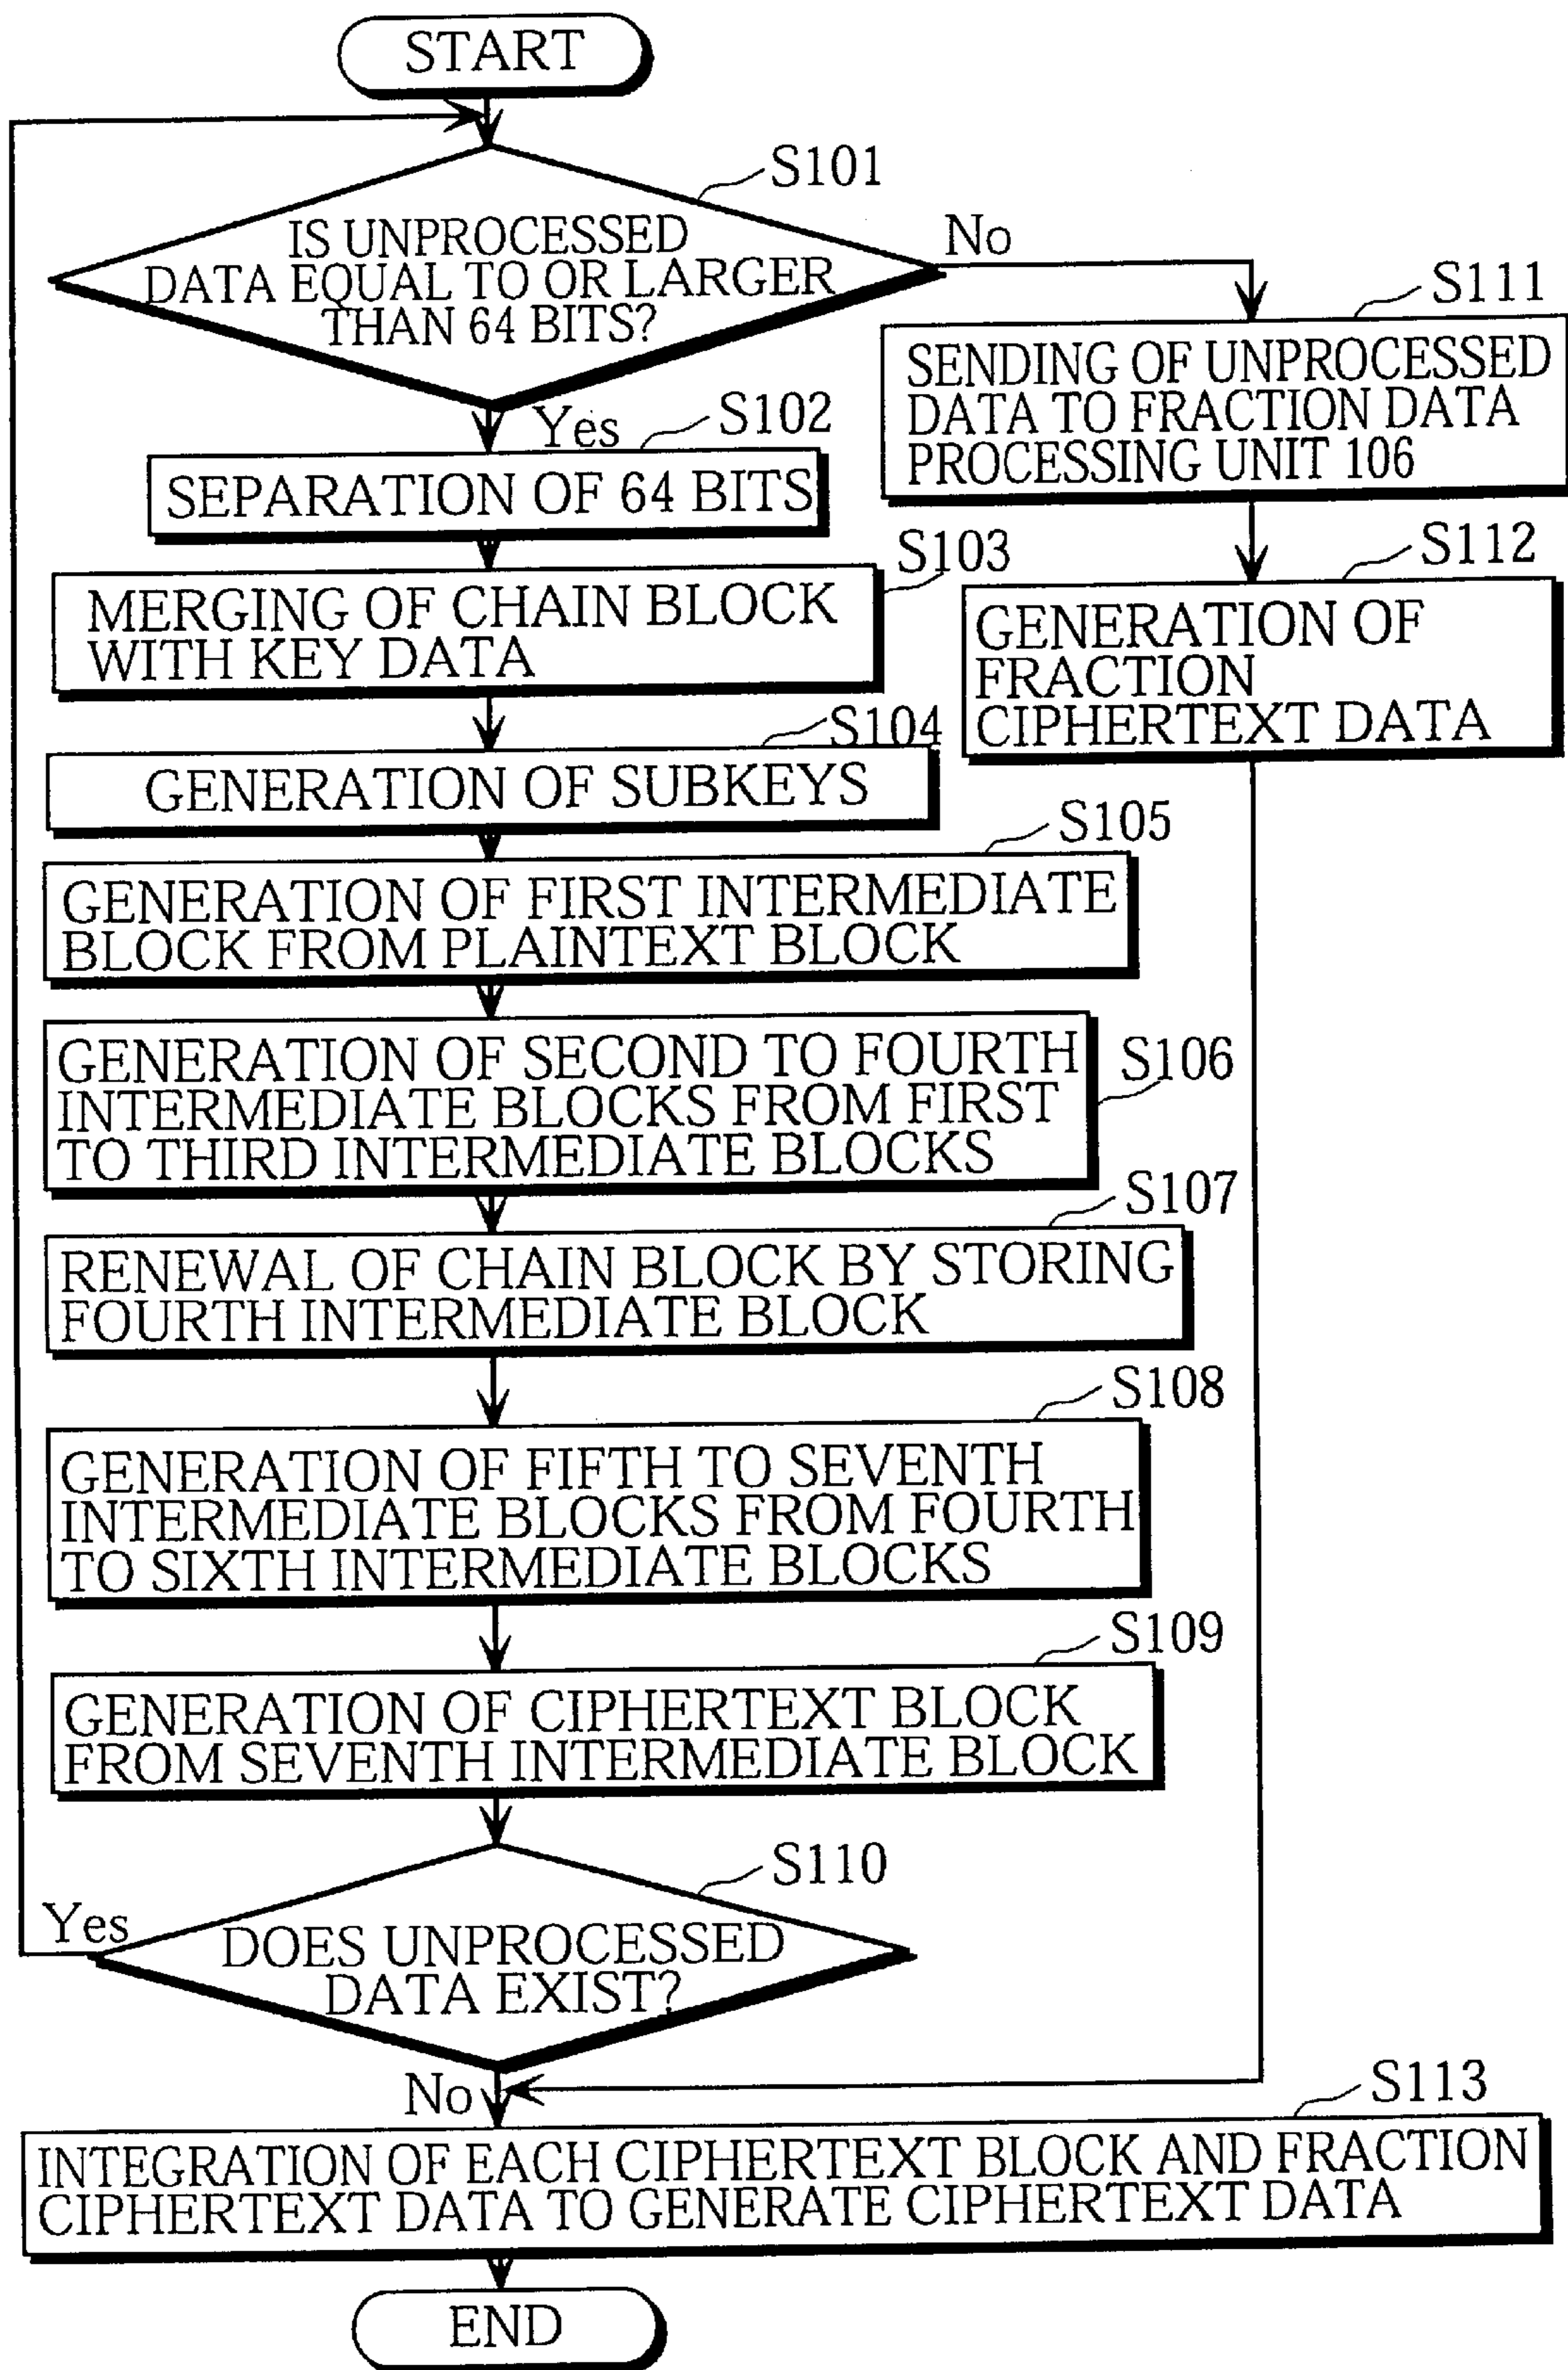 START
S101
IS UNPROCESSED
DATA EQUAL TO OR LARGER
THAN 64 BITS?
No
Yes
S102
SEPARATION OF 64 BITS
S103
MERGING OF CHAIN BLOCK
WITH KEY DATA
S104
GENERATION OF SUBKEYS
S105
GENERATION OF FIRST INTERMEDIATE
BLOCK FROM PLAINTEXT BLOCK
S106
GENERATION OF SECOND TO FOURTH
INTERMEDIATE BLOCKS FROM FIRST
TO THIRD INTERMEDIATE BLOCKS
S107
RENEWAL OF CHAIN BLOCK BY STORING
FOURTH INTERMEDIATE BLOCK
S108
GENERATION OF FIFTH TO SEVENTH
INTERMEDIATE BLOCKS FROM FOURTH
TO SIXTH INTERMEDIATE BLOCKS
S109
GENERATION OF CIPHERTEXT BLOCK
FROM SEVENTH INTERMEDIATE BLOCK
S110
Yes
DOES UNPROCESSED
DATA EXIST?
No
S111
SENDING OF UNPROCESSED
DATA TO FRACTION DATA
PROCESSING UNIT 106
S112
GENERATION OF
FRACTION
CIPHERTEXT DATA
S113
INTEGRATION OF EACH CIPHERTEXT BLOCK AND FRACTION
CIPHERTEXT DATA TO GENERATE CIPHERTEXT DATA
END